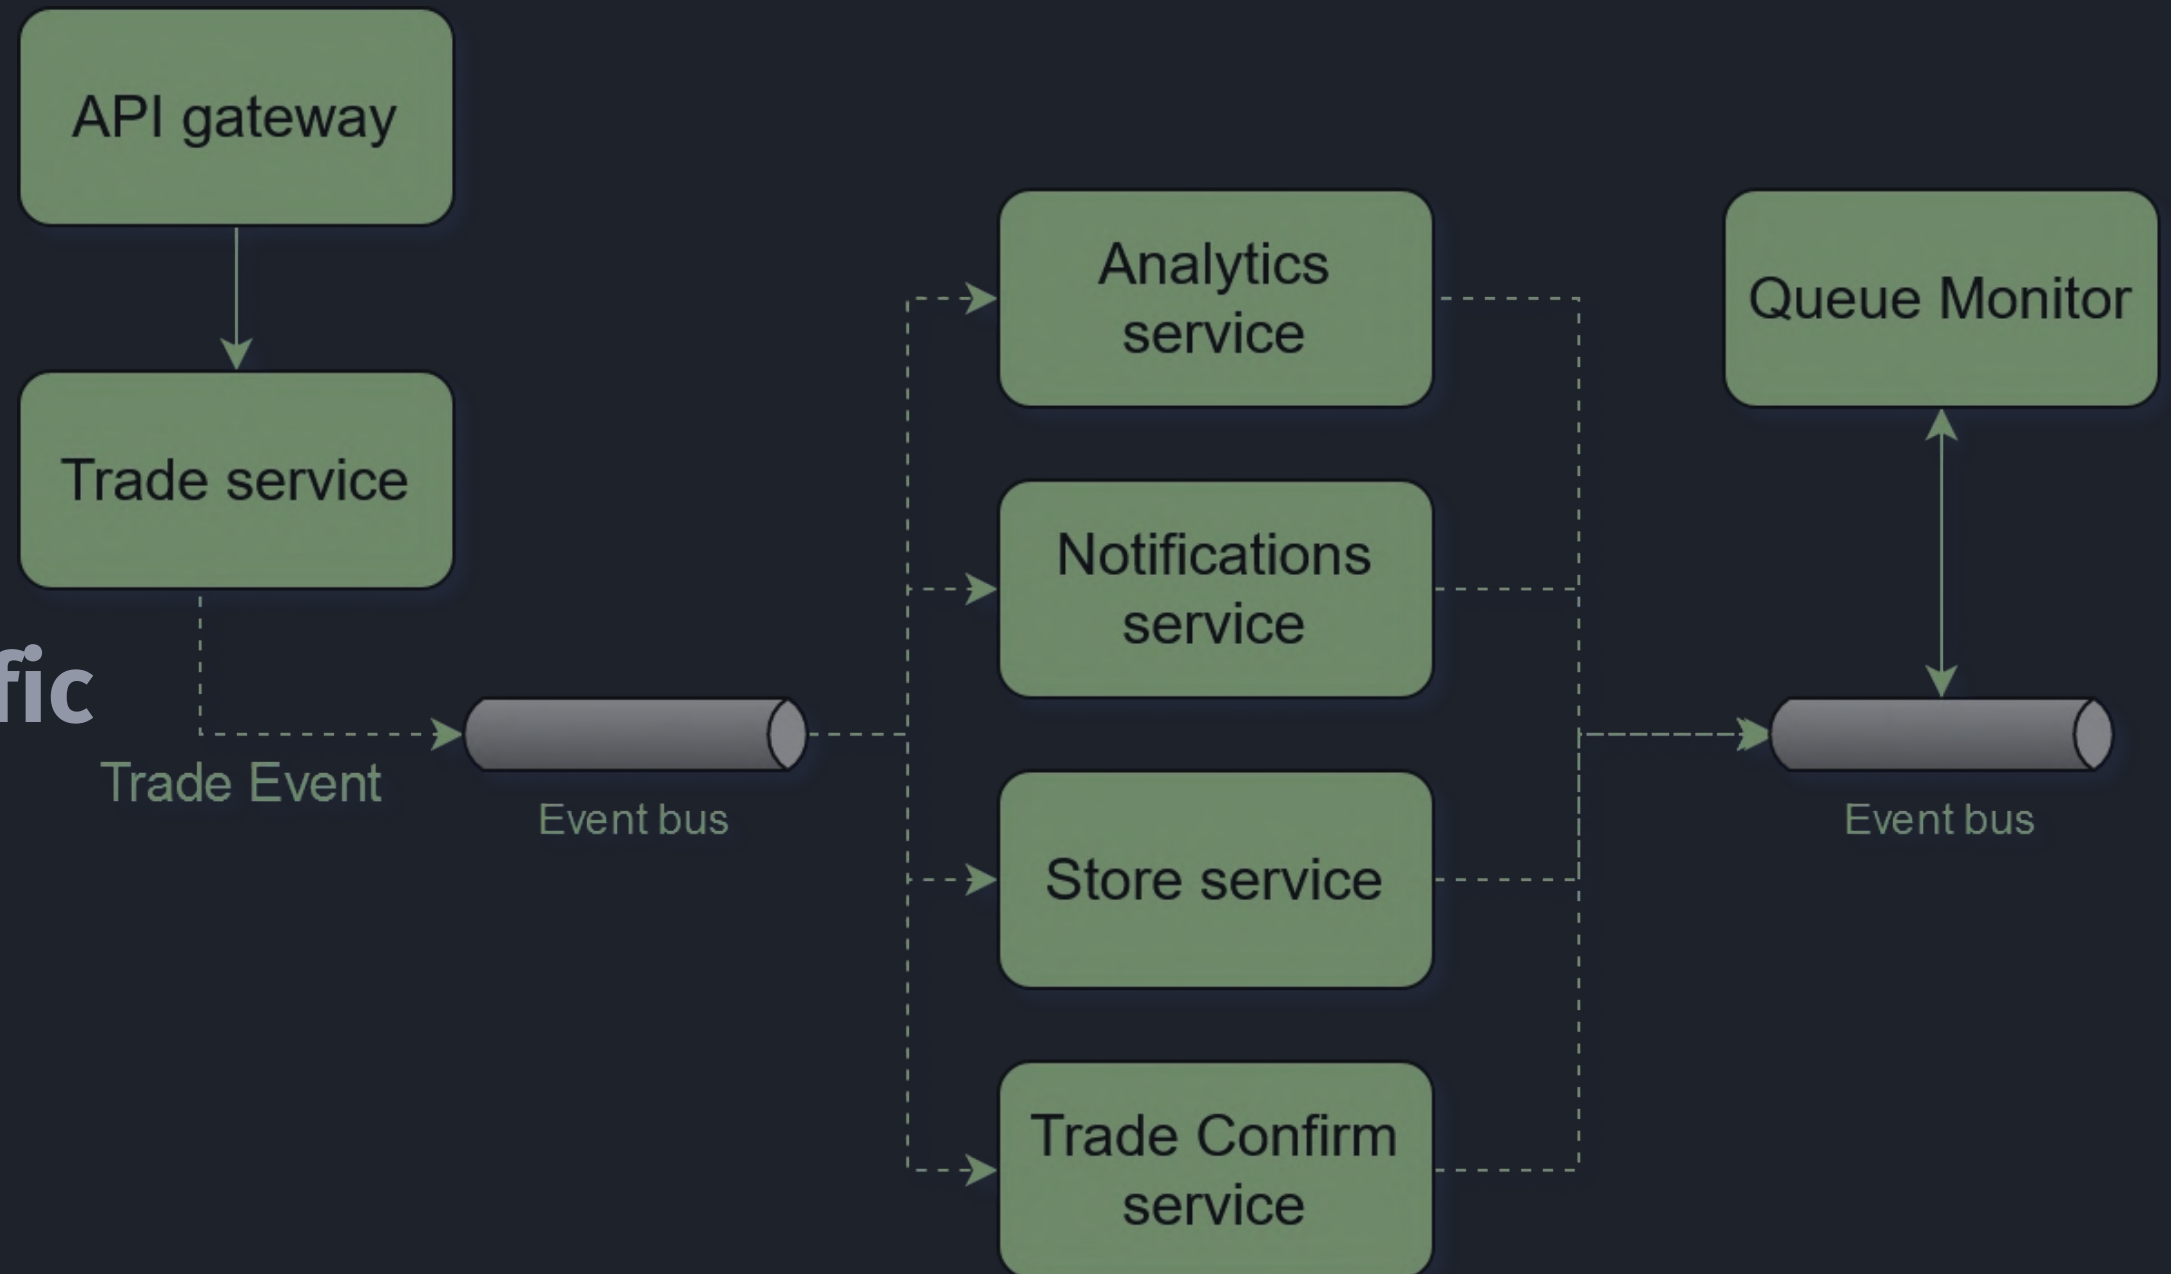 API gateway
Trade service
fic
Trade Event
Event bus
Analytics
service
Notifications
service
Store service
Trade Confirm
service
Queue Monitor
Event bus